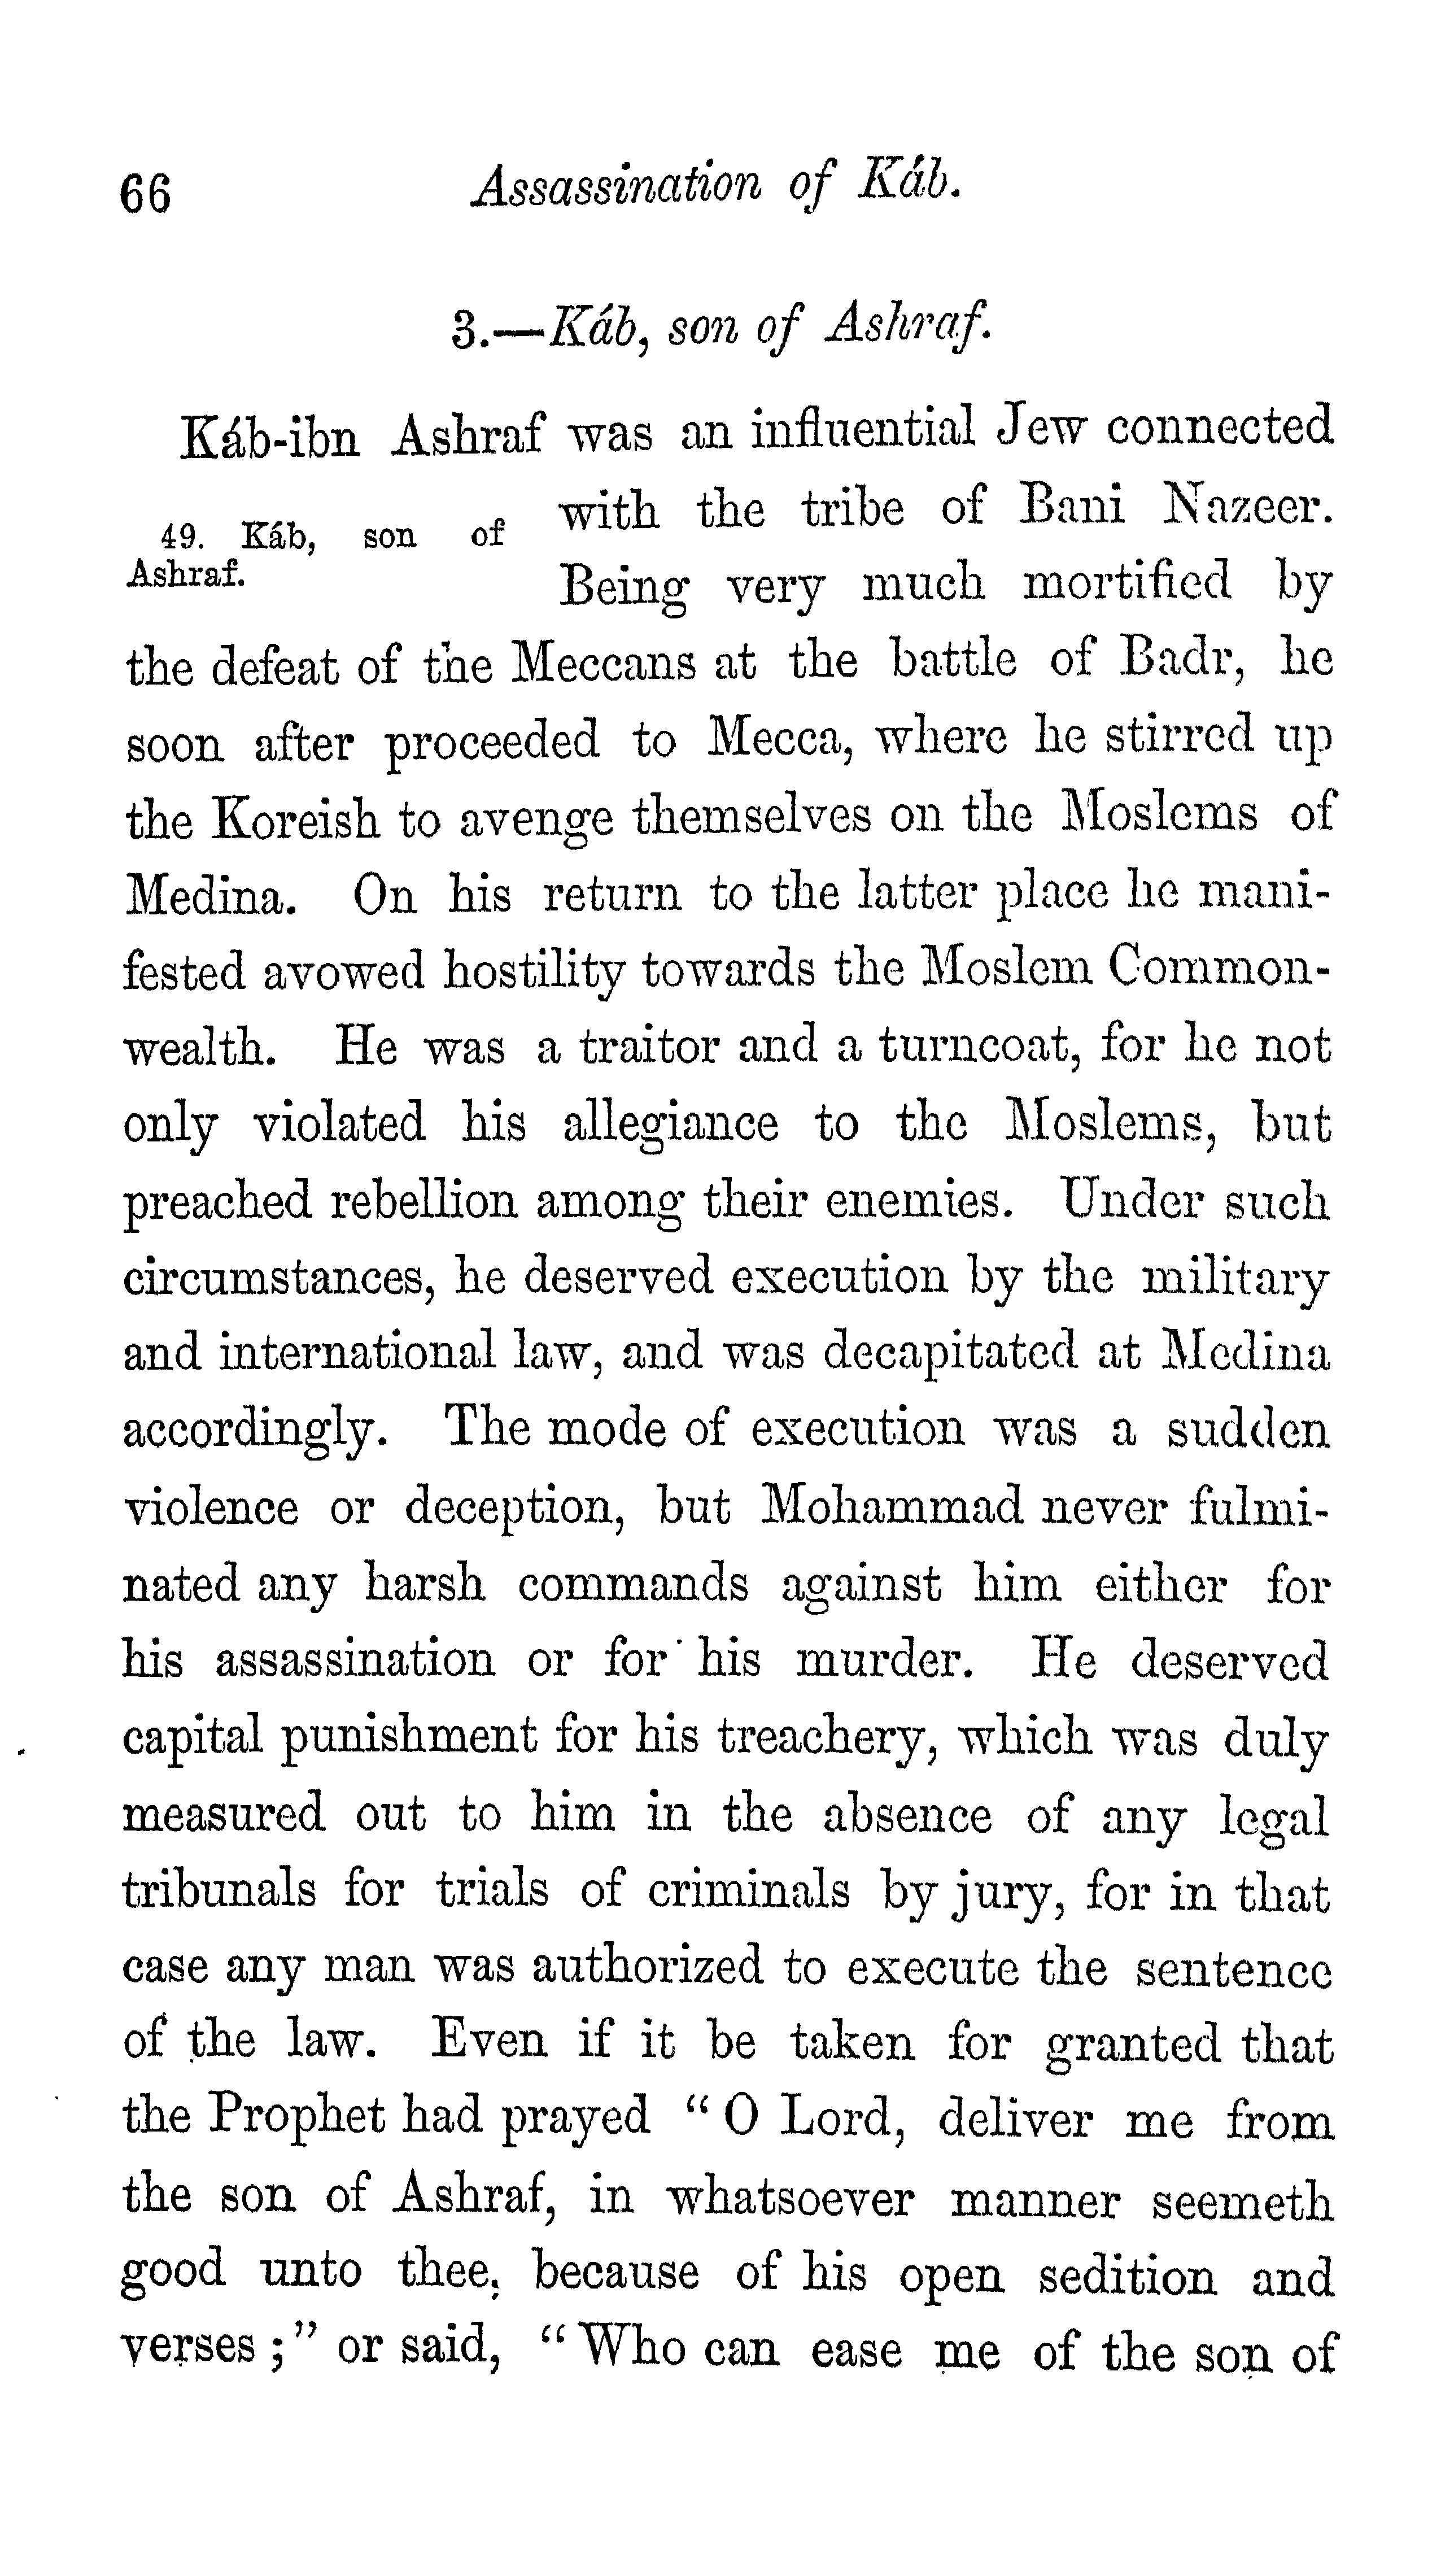 66
Assassination of Káb.
3.—Káb, son of Ashraf.
Káb-ibn Ashraf was an influential Jew connected
49. Káb, son of
Ashraf.
with the tribe of Bani Nazeer.
Being very much mortified by
the defeat of the Meccans at the battle of Badr, he
soon after proceeded to Mecca, where he stirred up
the Koreish to avenge themselves on the Moslems of
Medina. On his return to the latter place he mani-
fested avowed hostility towards the Moslem Common-
wealth. He was a traitor and a turncoat, for he not
only violated his allegiance to the Moslems, but
preached rebellion among their enemies. Under such
circumstances, he deserved execution by the military
and international law, and was decapitated at Medina
accordingly. The mode of execution was a sudden
violence or deception, but Mohammad never fulmi-
nated any harsh commands against him either for
his assassination or for his murder. He deserved
capital punishment for his treachery, which was duly
measured out to him in the absence of any legal
tribunals for trials of criminals by jury, for in that
case any man was authorized to execute the sentence
of the law. Even if it be taken for granted that
the Prophet had prayed “O Lord, deliver me from
the son of Ashraf, in whatsoever manner seemeth
good unto thee, because of his open sedition and
verses;” or said, “Who can ease me of the son of